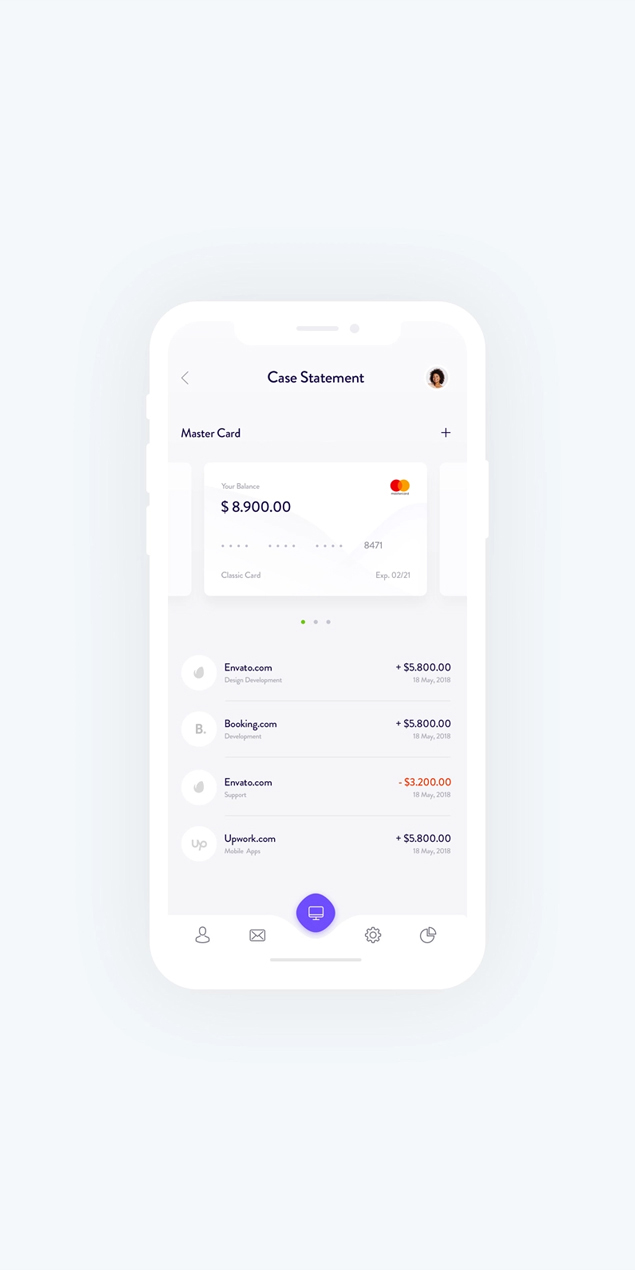 Case Statement
Master Card
Your Balance
mastercard
$ 8.900.00
8471
Classic Card
Exp. 02/21
Envato.com
+ $5.800.00
Design Development
18 May, 2018
B.
Booking.com
+ $5.800.00
Development
18 May, 2018
Envato.com
- $3.200.00
Support
18 May, 2018
up
Upwork.com
+ $5.800.00
Mobile Apps
18 May, 2018